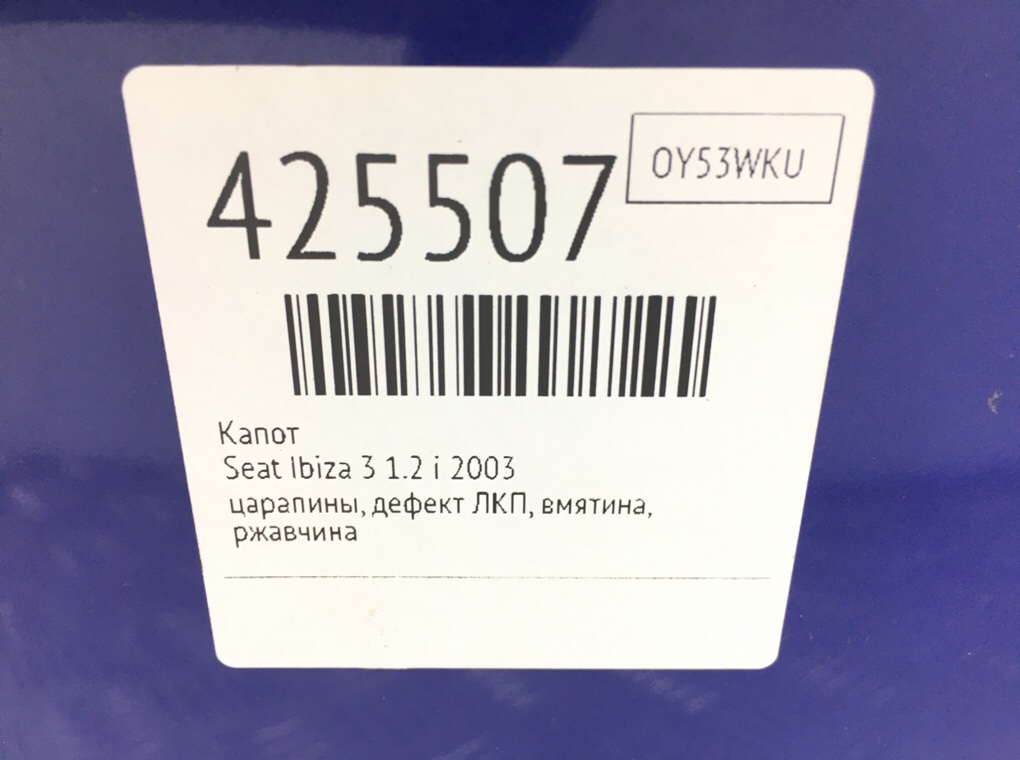 OY53WKU
425507
Капот
Seat Ibiza 3 1.2 i 2003
царапины, дефект ЛКП, вмятина,
ржавчина